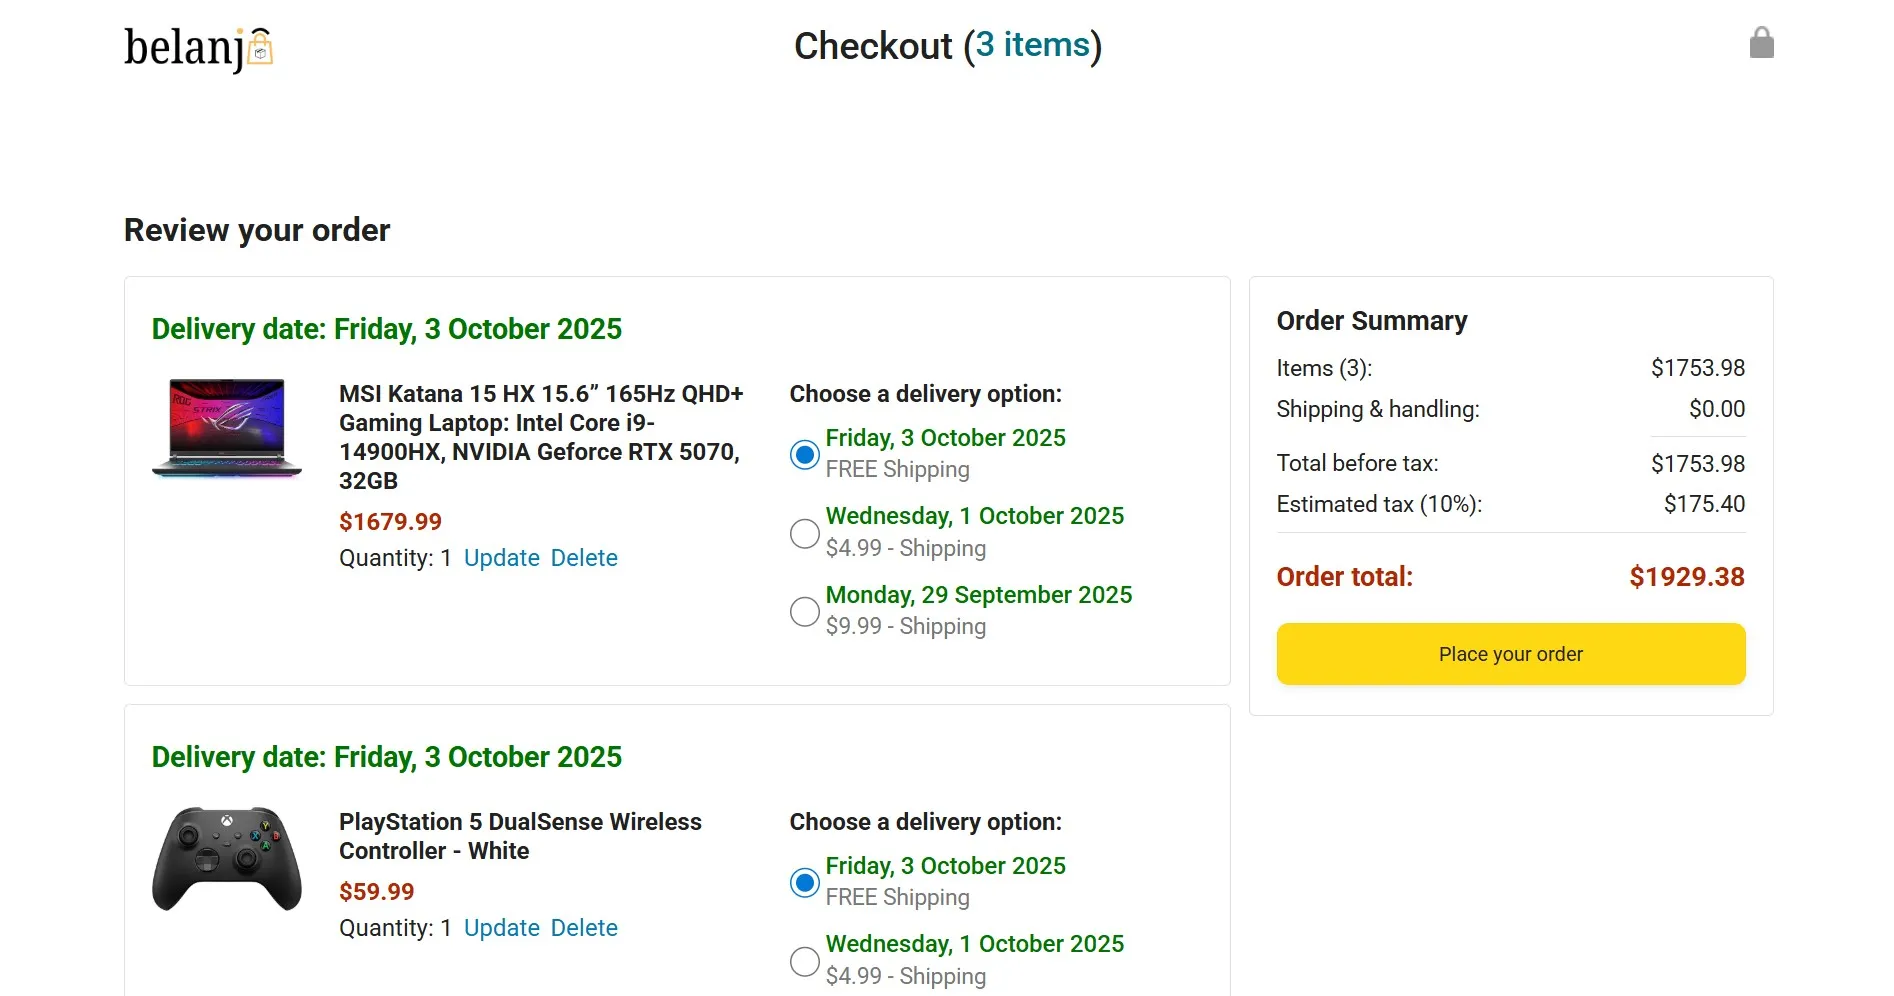 belanj
Checkout (3 items)
Review your order
Delivery date: Friday, 3 October 2025
MSI Katana 15 HX 15.6” 165Hz QHD+
Gaming Laptop: Intel Core i9-
14900HX, NVIDIA Geforce RTX 5070,
32GB
$1679.99
Quantity: 1 Update Delete
Choose a delivery option:
Friday, 3 October 2025
FREE Shipping
Wednesday, 1 October 2025
$4.99 - Shipping
Monday, 29 September 2025
$9.99 - Shipping
ROG
STRIX
Order Summary
Items (3): $1753.98
Shipping & handling: $0.00
Total before tax: $1753.98
Estimated tax (10%): $175.40
Order total: $1929.38
Place your order
Delivery date: Friday, 3 October 2025
PlayStation 5 DualSense Wireless
Controller - White
$59.99
Quantity: 1 Update Delete
Choose a delivery option:
Friday, 3 October 2025
FREE Shipping
Wednesday, 1 October 2025
$4.99 - Shipping
Y
X
B
A